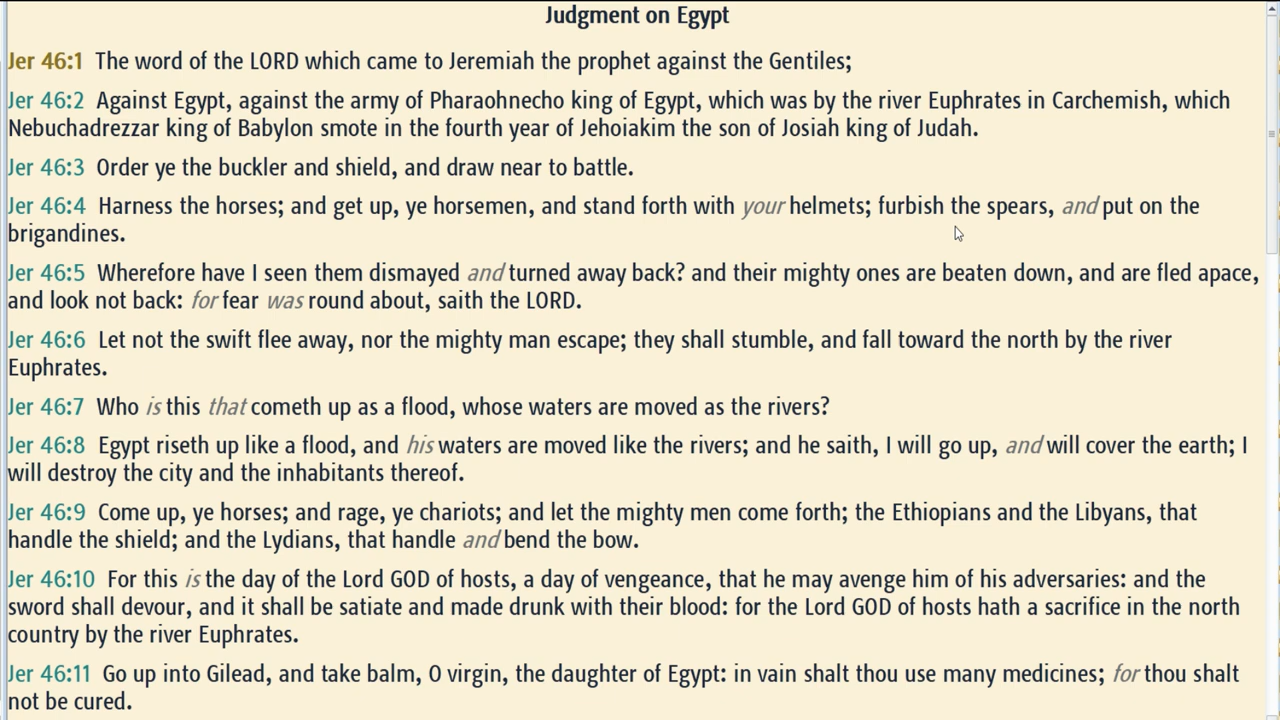 Judgment on Egypt
Jer 46:1 The word of the LORD which came to Jeremiah the prophet against the Gentiles;
Jer 46:2 Against Egypt, against the army of Pharaohnecho king of Egypt, which was by the river Euphrates in Carchemish, which
Nebuchadrezzar king of Babylon smote in the fourth year of Jehoiakim the son of Josiah king of Judah.
Jer 46:3 Order ye the buckler and shield, and draw near to battle.
Jer 46:4 Harness the horses; and get up, ye horsemen, and stand forth with your helmets; furbish the spears, and put on the
brigandines.
Jer 46:5 Wherefore have I seen them dismayed and turned away back? and their mighty ones are beaten down, and are fled apace,
and look not back: for fear was round about, saith the LORD.
Jer 46:6 Let not the swift flee away, nor the mighty man escape; they shall stumble, and fall toward the north by the river
Euphrates.
Jer 46:7 Who is this that cometh up as a flood, whose waters are moved as the rivers?
Jer 46:8 Egypt riseth up like a flood, and his waters are moved like the rivers; and he saith, I will go up, and will cover the earth; I
will destroy the city and the inhabitants thereof.
Jer 46:9 Come up, ye horses; and rage, ye chariots; and let the mighty men come forth; the Ethiopians and the Libyans, that
handle the shield; and the Lydians, that handle and bend the bow.
Jer 46:10 For this is the day of the Lord GOD of hosts, a day of vengeance, that he may avenge him of his adversaries: and the
sword shall devour, and it shall be satiate and made drunk with their blood: for the Lord GOD of hosts hath a sacrifice in the north
country by the river Euphrates.
Jer 46:11 Go up into Gilead, and take balm, O virgin, the daughter of Egypt: in vain shalt thou use many medicines; for thou shalt
not be cured.